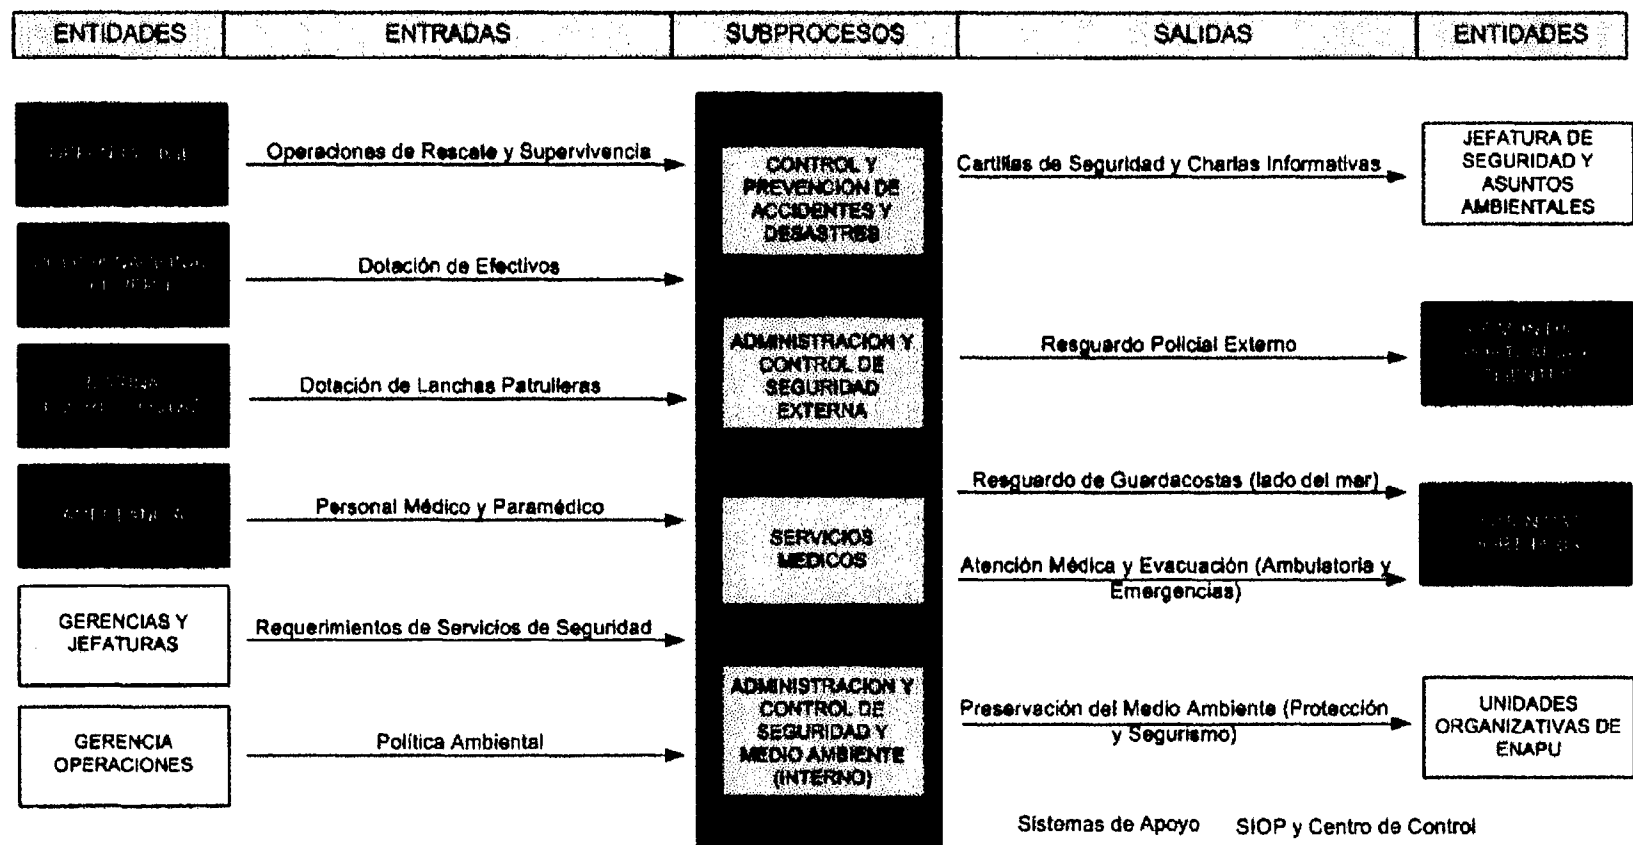 ENTIDADES
ENTRADAS
SUBPROCESOS
SALIDAS
ENTIDADES
Operaciones de Rescate y Supervivencia
Dotación de Efectivos
Dotación de Lanchas Patrulleras
Personal Médico y Paramédico
GERENCIAS Y
JEFATURAS
Requerimientos de Servicios de Seguridad
GERENCIA
OPERACIONES
Política Ambiental
CONTROL Y
PREVENCION DE
ACCIDENTES Y
DESASTRES
ADMINISTRACION Y
CONTROL DE
SEGURIDAD
EXTERNA
SERVICIOS
MEDICOS
ADMINISTRACION Y
CONTROL DE
SEGURIDAD Y
MEDIO AMBIENTE
(INTERNO)
Cartillas de Seguridad y Charlas Informativas
JEFATURA DE
SEGURIDAD Y
ASUNTOS
AMBIENTALES
Resguardo Policial Externo
Resguardo de Guardacostas (lado del mar)
Atención Médica y Evacuación (Ambulatoria y
Emergencias)
Preservación del Medio Ambiente (Protección
y Segurismo)
UNIDADES
ORGANIZATIVAS DE
ENAPU
Sistemas de Apoyo SIOP y Centro de Control